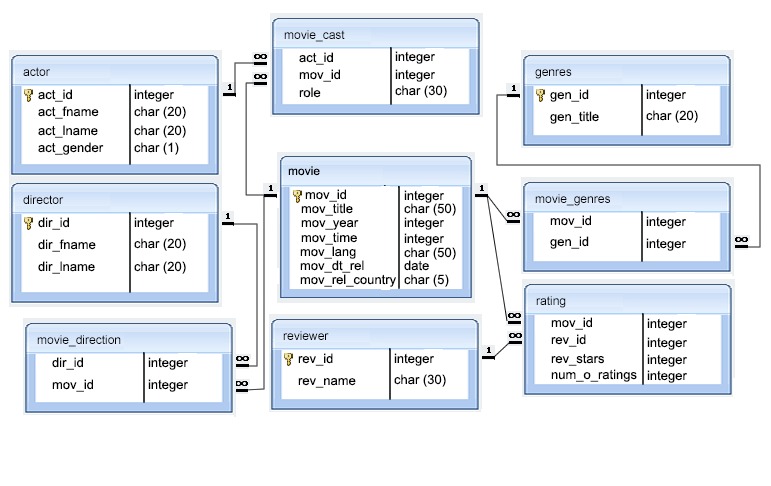 movie_cast
act_id integer
mov_id integer
role char (30)
actor
act_id integer
act_fname char (20)
act_lname char (20)
act_gender char (1)
1
∞
∞
genres
gen_id integer
gen_title char (20)
1
director
dir_id integer
dir_fname char (20)
dir_lname char (20)
1
movie
mov_id integer
mov_title char (50)
mov_year integer
mov_time integer
mov_lang char (50)
mov_dt_rel date
mov_rel_country char (5)
1
1
movie_genres
mov_id integer
gen_id integer
∞
∞
movie_direction
dir_id integer
mov_id integer
∞
∞
reviewer
rev_id integer
rev_name char (30)
1
rating
mov_id integer
rev_id integer
rev_stars integer
num_o_ratings integer
∞
∞